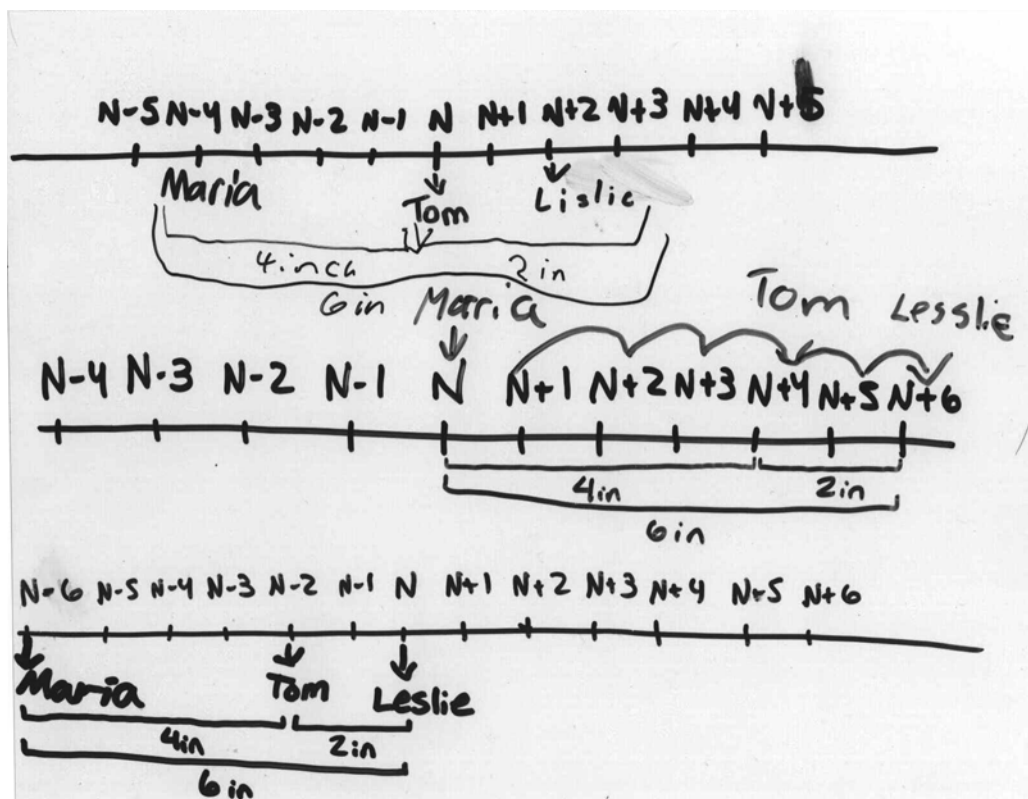 N-5 N-4 N-3 N-2 N-1 N N+1 N+2 N+3 N+4 N+5
Maria Tom Lislie
4 inch 2 in
6 in
Maria Tom Lesslie
N-4 N-3 N-2 N-1 N N+1 N+2 N+3 N+4 N+5 N+6
4in 2in
6in
N-6 N-5 N-4 N-3 N-2 N-1 N N+1 N+2 N+3 N+4 N+5 N+6
Maria Tom Leslie
4in 2in
6in